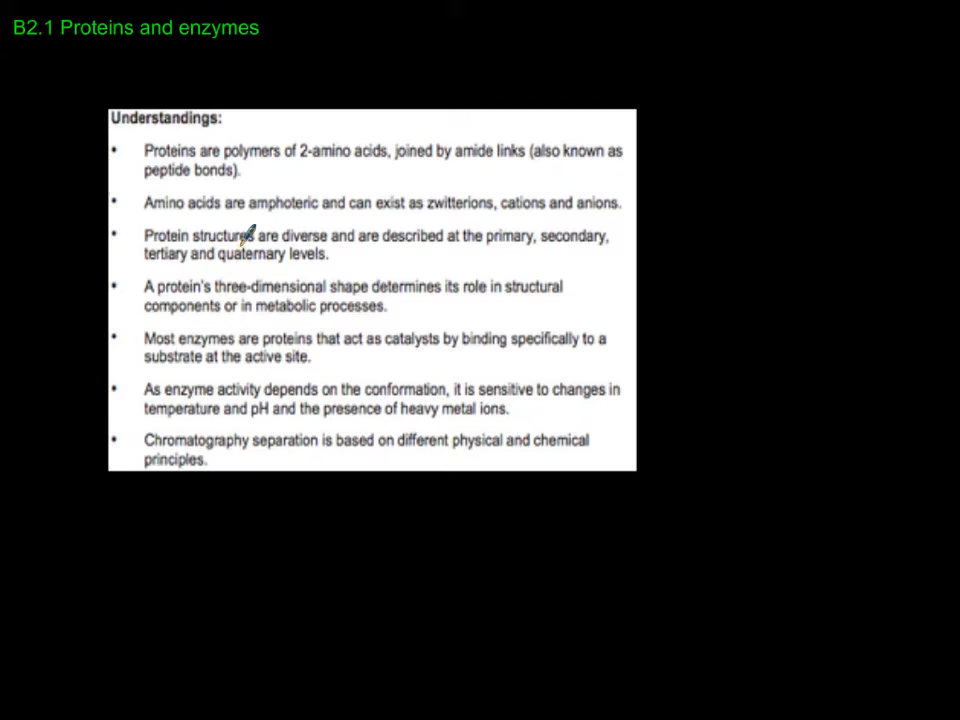 B2.1 Proteins and enzymes
Understandings:
• Proteins are polymers of 2-amino acids, joined by amide links (also known as
peptide bonds).
• Amino acids are amphoteric and can exist as zwitterions, cations and anions.
• Protein structures are diverse and are described at the primary, secondary,
tertiary and quaternary levels.
• A protein's three-dimensional shape determines its role in structural
components or in metabolic processes.
• Most enzymes are proteins that act as catalysts by binding specifically to a
substrate at the active site.
• As enzyme activity depends on the conformation, it is sensitive to changes in
temperature and pH and the presence of heavy metal ions.
• Chromatography separation is based on different physical and chemical
principles.